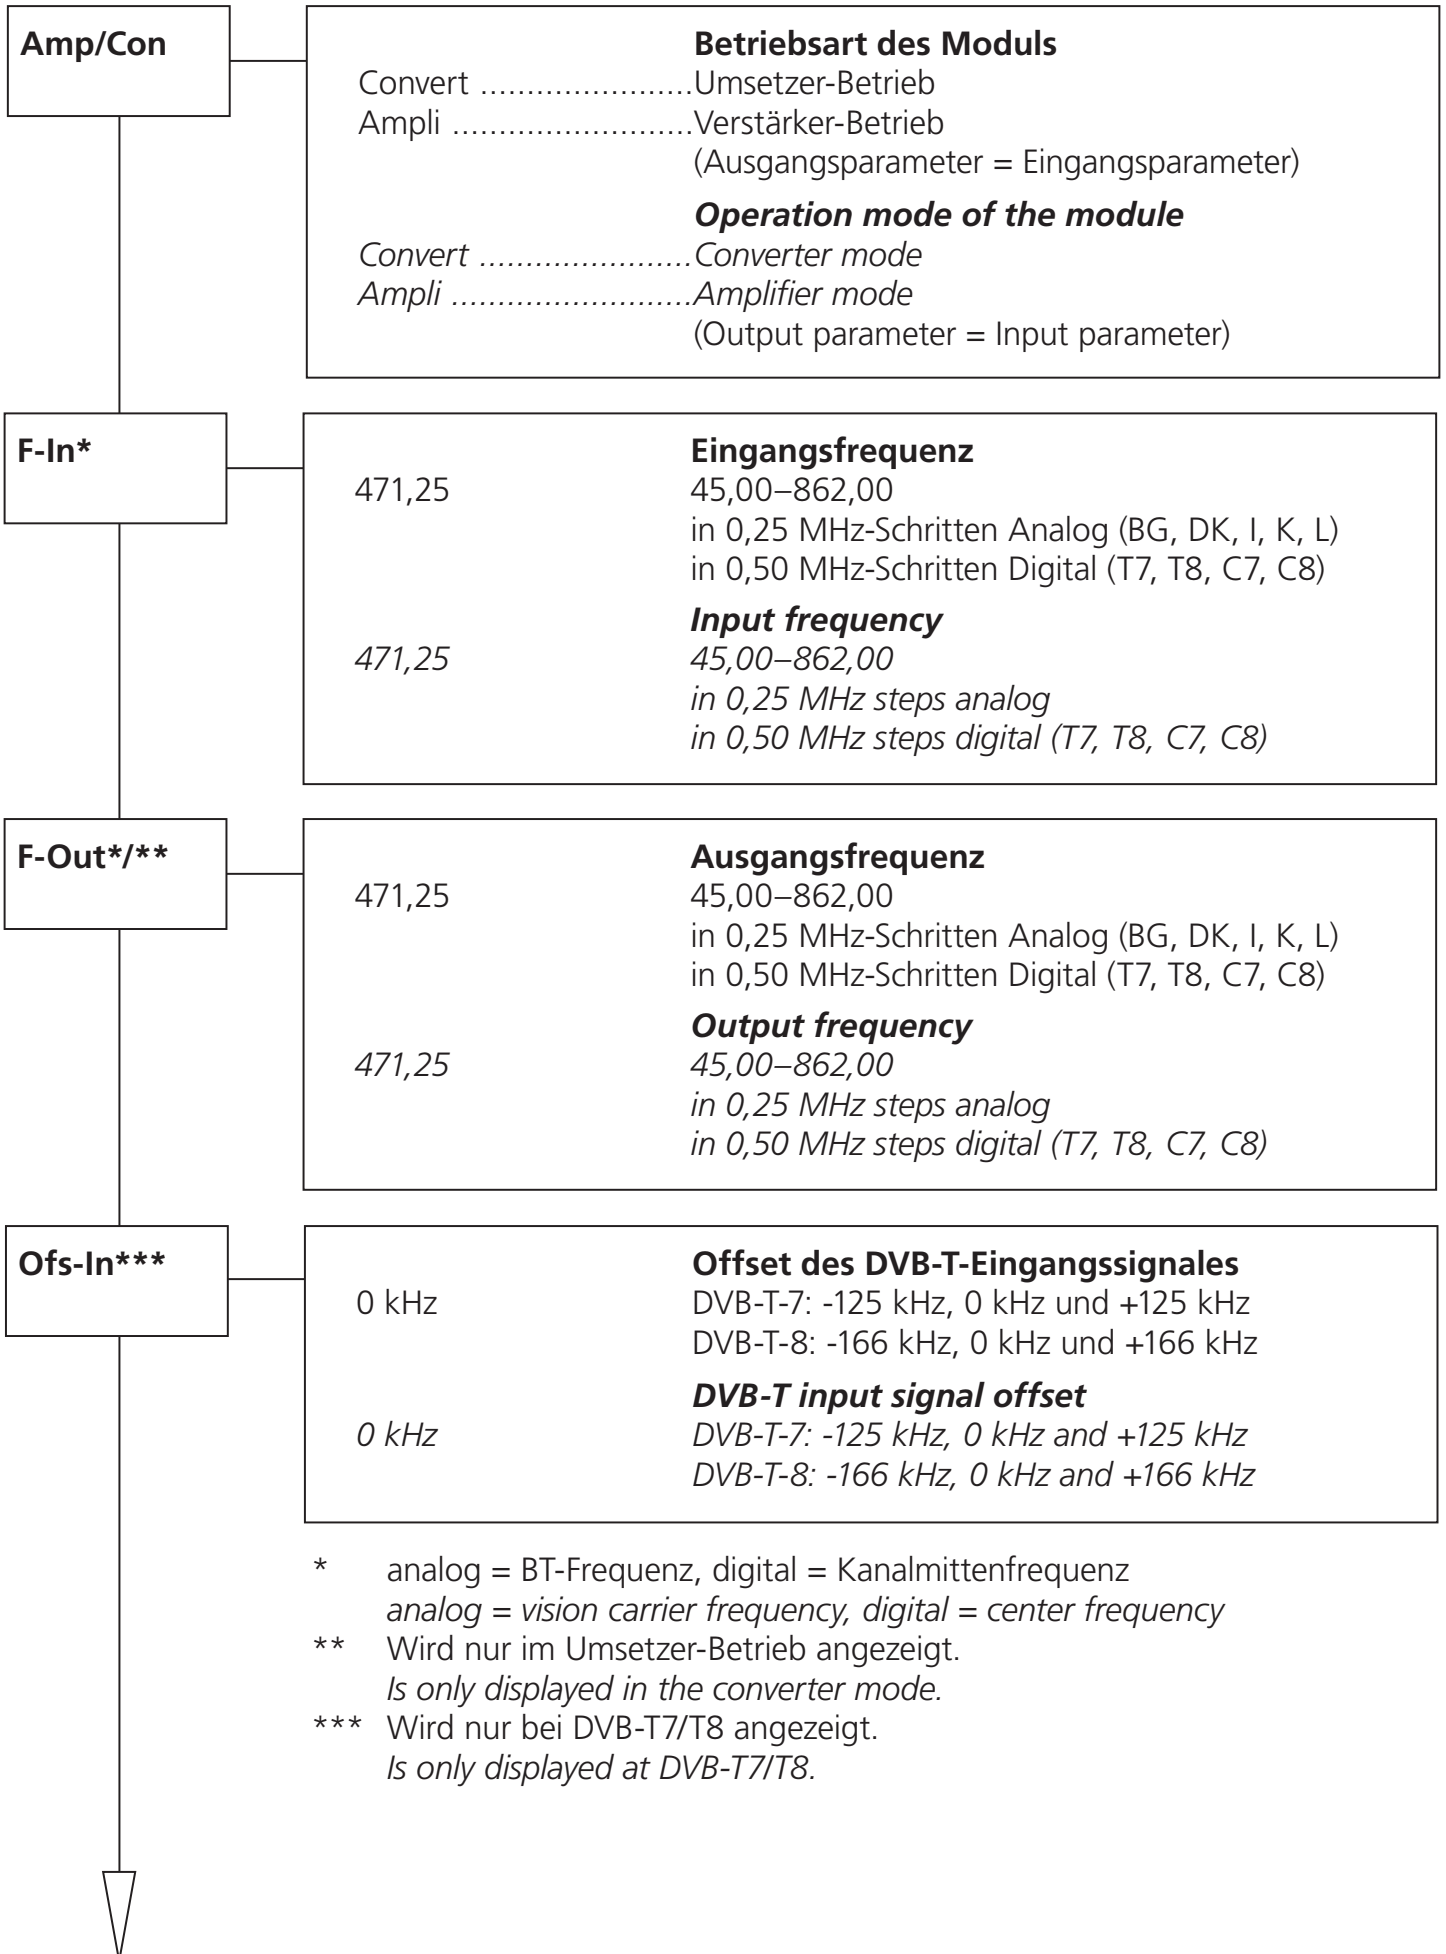 Amp/Con
Betriebsart des Moduls
Convert .......................Umsetzer-Betrieb
Ampli ..........................Verstärker-Betrieb
(Ausgangsparameter = Eingangsparameter)
Operation mode of the module
Convert .......................Converter mode
Ampli ..........................Amplifier mode
(Output parameter = Input parameter)
F-In*
Eingangsfrequenz
471,25 45,00–862,00
in 0,25 MHz-Schritten Analog (BG, DK, I, K, L)
in 0,50 MHz-Schritten Digital (T7, T8, C7, C8)
Input frequency
471,25 45,00–862,00
in 0,25 MHz steps analog
in 0,50 MHz steps digital (T7, T8, C7, C8)
F-Out*/**
Ausgangsfrequenz
471,25 45,00–862,00
in 0,25 MHz-Schritten Analog (BG, DK, I, K, L)
in 0,50 MHz-Schritten Digital (T7, T8, C7, C8)
Output frequency
471,25 45,00–862,00
in 0,25 MHz steps analog
in 0,50 MHz steps digital (T7, T8, C7, C8)
Ofs-In***
Offset des DVB-T-Eingangssignales
0 kHz DVB-T-7: -125 kHz, 0 kHz und +125 kHz
DVB-T-8: -166 kHz, 0 kHz und +166 kHz
DVB-T input signal offset
0 kHz DVB-T-7: -125 kHz, 0 kHz and +125 kHz
DVB-T-8: -166 kHz, 0 kHz and +166 kHz
* analog = BT-Frequenz, digital = Kanalmittenfrequenz
analog = vision carrier frequency, digital = center frequency
** Wird nur im Umsetzer-Betrieb angezeigt.
Is only displayed in the converter mode.
*** Wird nur bei DVB-T7/T8 angezeigt.
Is only displayed at DVB-T7/T8.